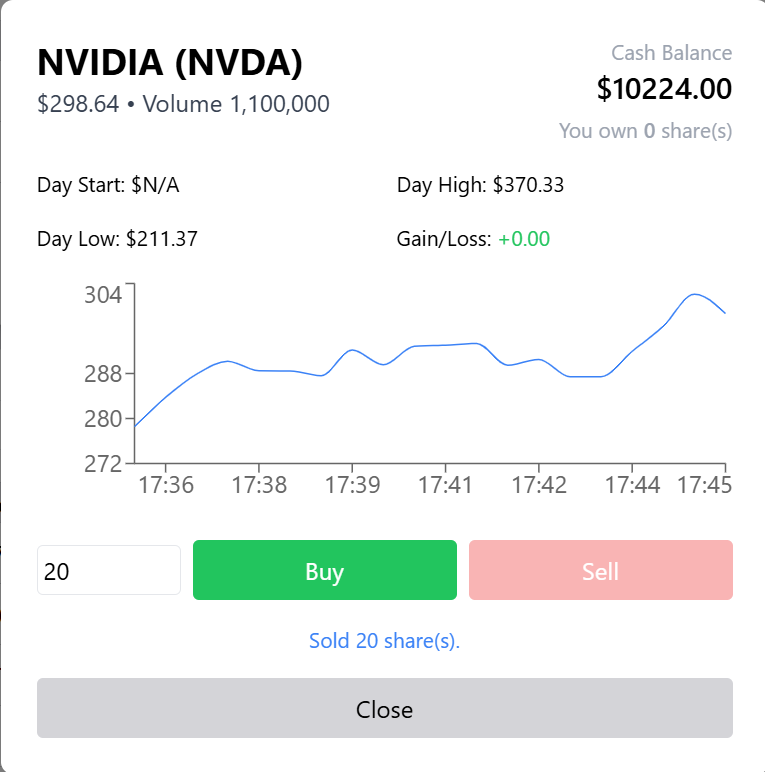 NVIDIA (NVDA)
$298.64 • Volume 1,100,000
Cash Balance
$10224.00
You own 0 share(s)
Day Start: $N/A
Day High: $370.33
Day Low: $211.37
Gain/Loss: +0.00
304
288
280
272
17:36 17:38 17:39 17:41 17:42 17:44 17:45
20
Buy
Sell
Sold 20 share(s).
Close